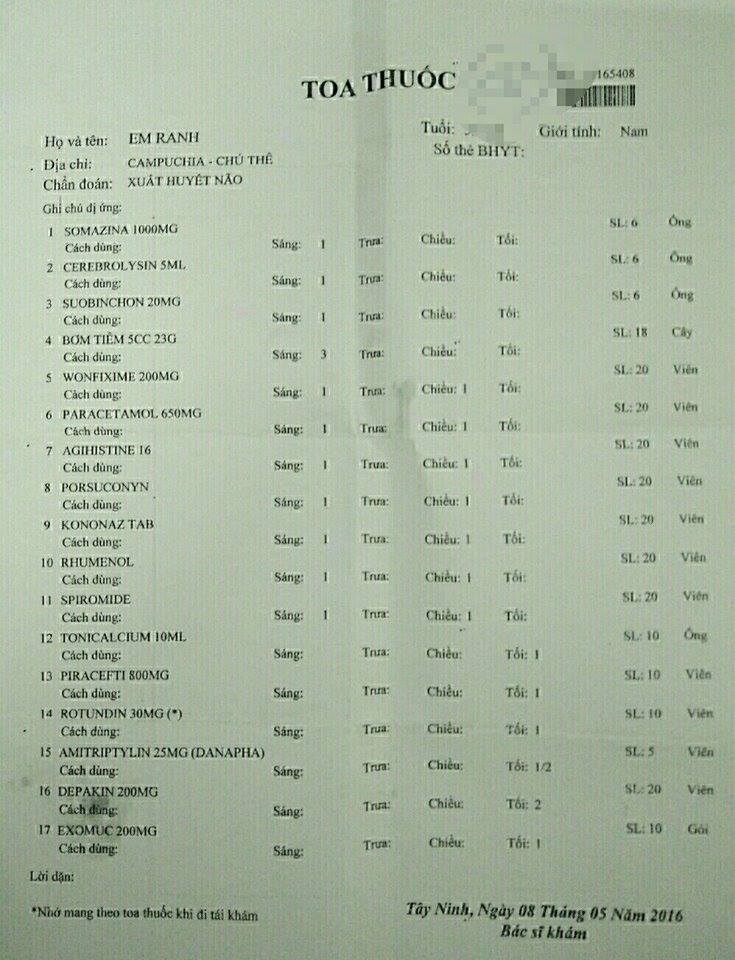 TOA THUỐC
165408
Họ và tên: EM RANH Tuổi: Giới tính: Nam
Địa chỉ: CAMPUCHIA - CHÚ THÊ Số thẻ BHYT:
Chẩn đoán: XUẤT HUYẾT NÃO
Ghi chú dị ứng:
1 SOMAZINA 1000MG SL: 6 Ống
Cách dùng: Sáng: 1 Trưa: Chiều: Tối:
2 CEREBROLYSIN 5ML SL: 6 Ống
Cách dùng: Sáng: 1 Trưa: Chiều: Tối:
3 SUOBINCHON 20MG SL: 6 Ống
Cách dùng: Sáng: 1 Trưa: Chiều: Tối:
4 BƠM TIÊM 5CC 23G SL: 18 Cây
Cách dùng: Sáng: 3 Trưa: Chiều: Tối:
5 WONFIXIME 200MG SL: 20 Viên
Cách dùng: Sáng: 1 Trưa: Chiều: 1 Tối:
6 PARACETAMOL 650MG SL: 20 Viên
Cách dùng: Sáng: 1 Trưa: Chiều: 1 Tối:
7 AGIHISTINE 16 SL: 20 Viên
Cách dùng: Sáng: 1 Trưa: Chiều: 1 Tối:
8 PORSUCONYN SL: 20 Viên
Cách dùng: Sáng: 1 Trưa: Chiều: 1 Tối:
9 KONONAZ TAB SL: 20 Viên
Cách dùng: Sáng: 1 Trưa: Chiều: 1 Tối:
10 RHUMENOL SL: 20 Viên
Cách dùng: Sáng: 1 Trưa: Chiều: 1 Tối:
11 SPIROMIDE SL: 20 Viên
Cách dùng: Sáng: 1 Trưa: Chiều: 1 Tối:
12 TONICALCIUM 10ML SL: 10 Ống
Cách dùng: Sáng: Trưa: Chiều: Tối: 1
13 PIRACEFTI 800MG SL: 10 Viên
Cách dùng: Sáng: Trưa: Chiều: Tối: 1
14 ROTUNDIN 30MG (*) SL: 10 Viên
Cách dùng: Sáng: Trưa: Chiều: Tối: 1
15 AMITRIPTYLIN 25MG (DANAPHA) SL: 5 Viên
Cách dùng: Sáng: Trưa: Chiều: Tối: 1/2
16 DEPAKIN 200MG SL: 20 Viên
Cách dùng: Sáng: Trưa: Chiều: Tối: 2
17 EXOMUC 200MG SL: 10 Gói
Cách dùng: Sáng: Trưa: Chiều: Tối: 1
Lời dặn:
*Nhớ mang theo toa thuốc khi đi tái khám
Tây Ninh, Ngày 08 Tháng 05 Năm 2016
Bác sĩ khám